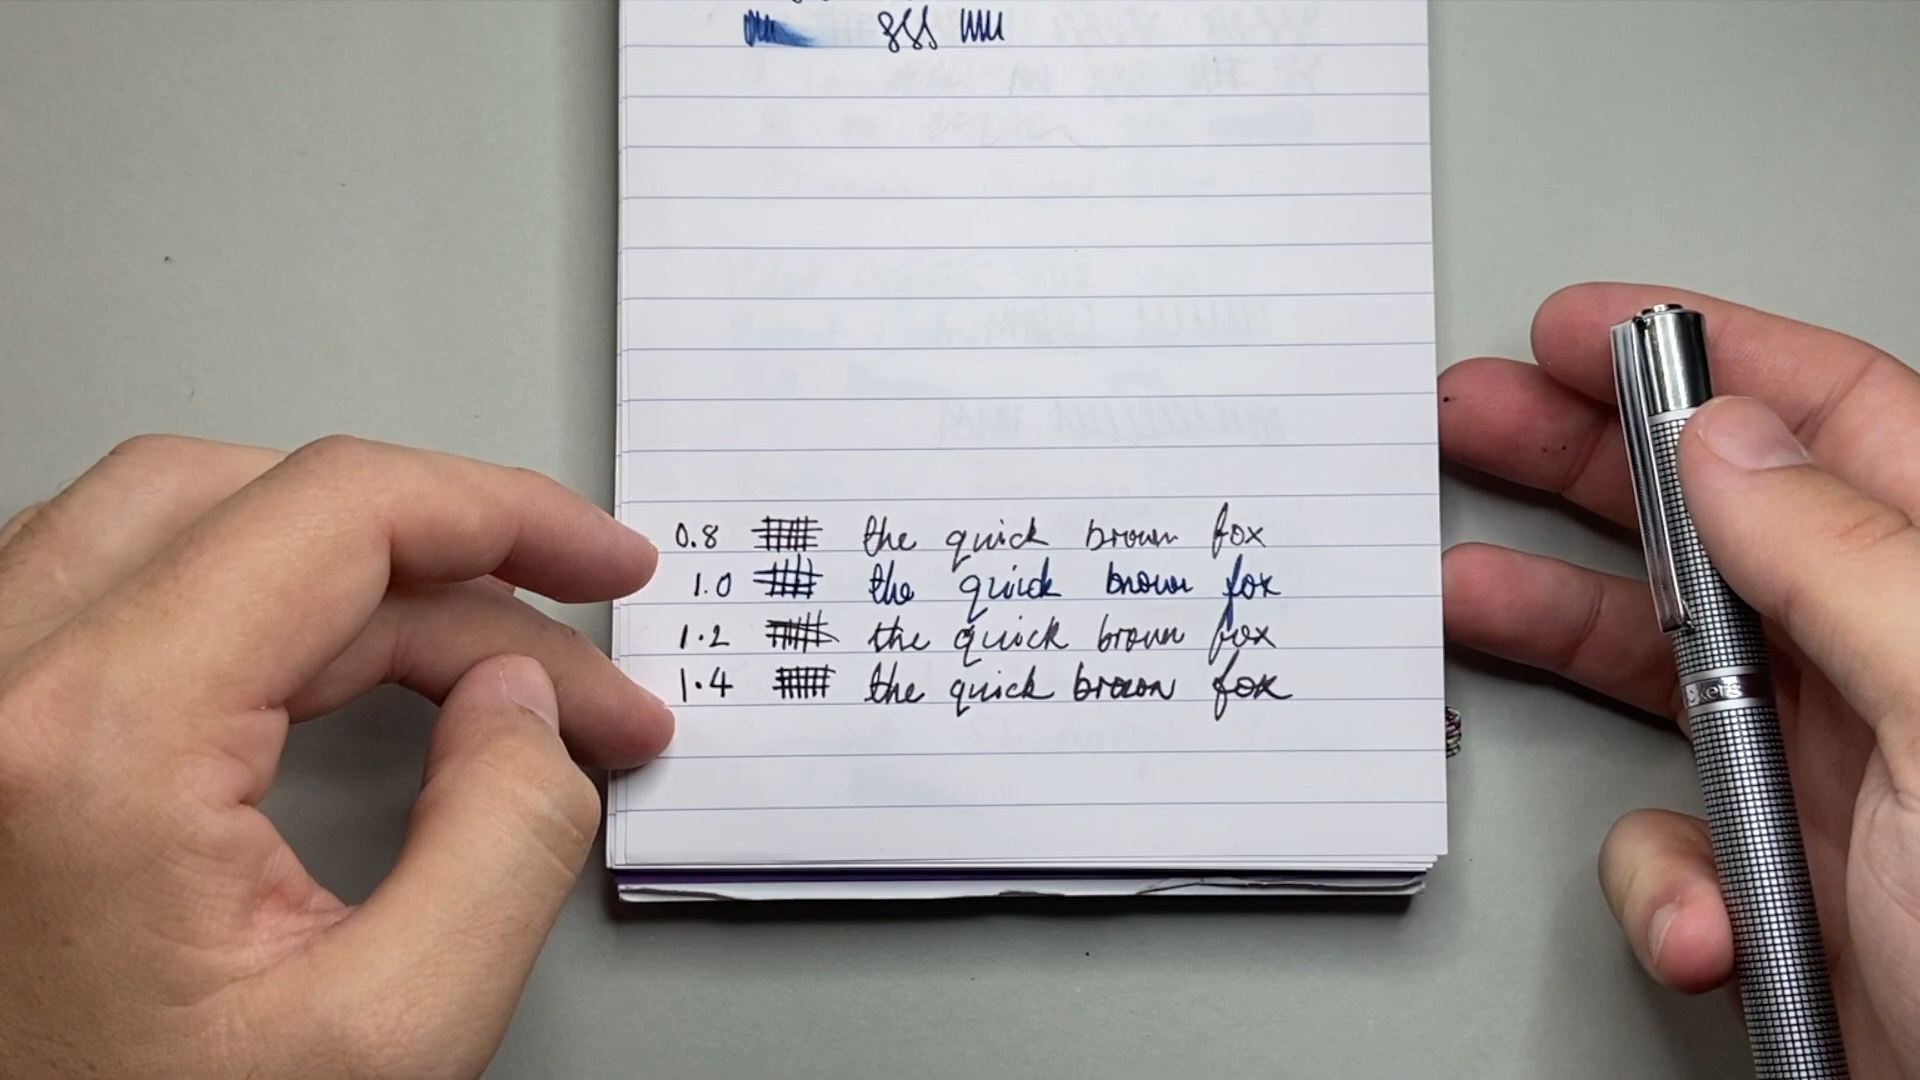 0.8 the quick brown fox
1.0 the quick brown fox
1.2 the quick brown fox
1.4 the quick brown fox